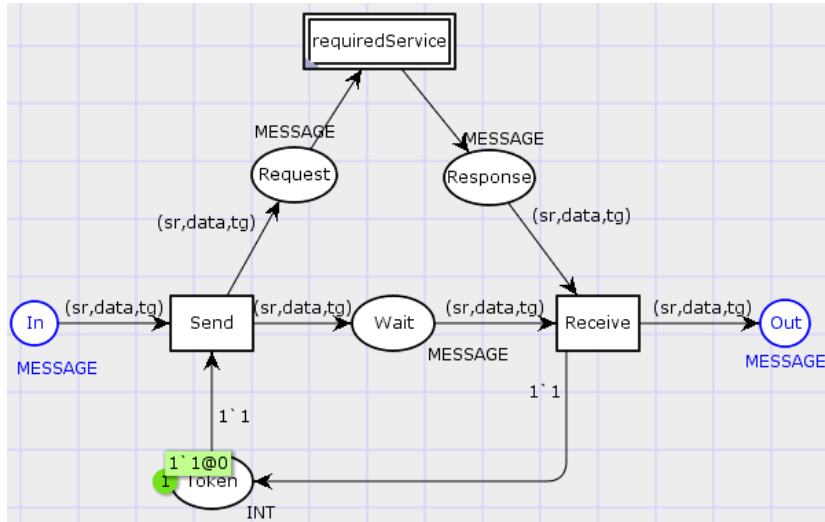 requiredService
MESSAGE
MESSAGE
Request
Response
(sr,data,tg)
(sr,data,tg)
(sr,data,tg)
(sr,data,tg)
(sr,data,tg)
(sr,data,tg)
In
Send
Wait
Receive
Out
MESSAGE
MESSAGE
MESSAGE
1`1
1`1
1`1@0
1
Token
INT